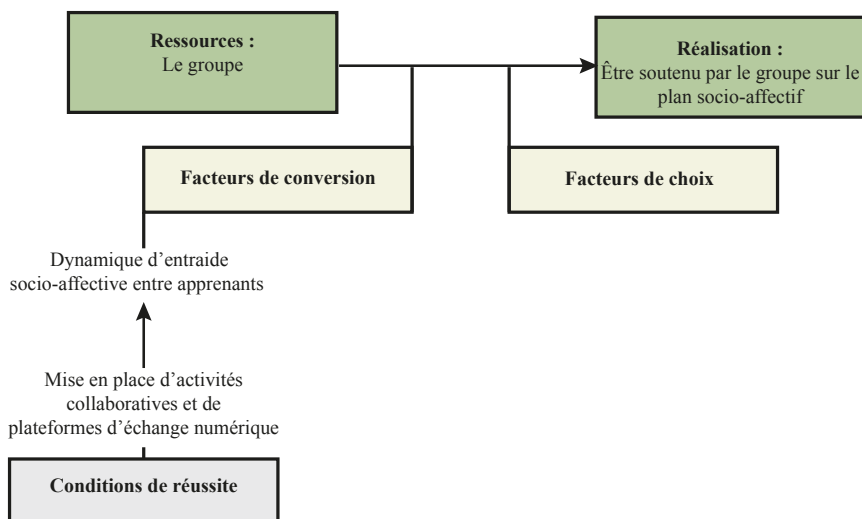 Ressources :
Le groupe
Réalisation :
Être soutenu par le groupe sur le
plan socio-affectif
Facteurs de conversion
Facteurs de choix
Dynamique d’entraide
socio-affective entre apprenants
Mise en place d’activités
collaboratives et de
plateformes d’échange numérique
Conditions de réussite